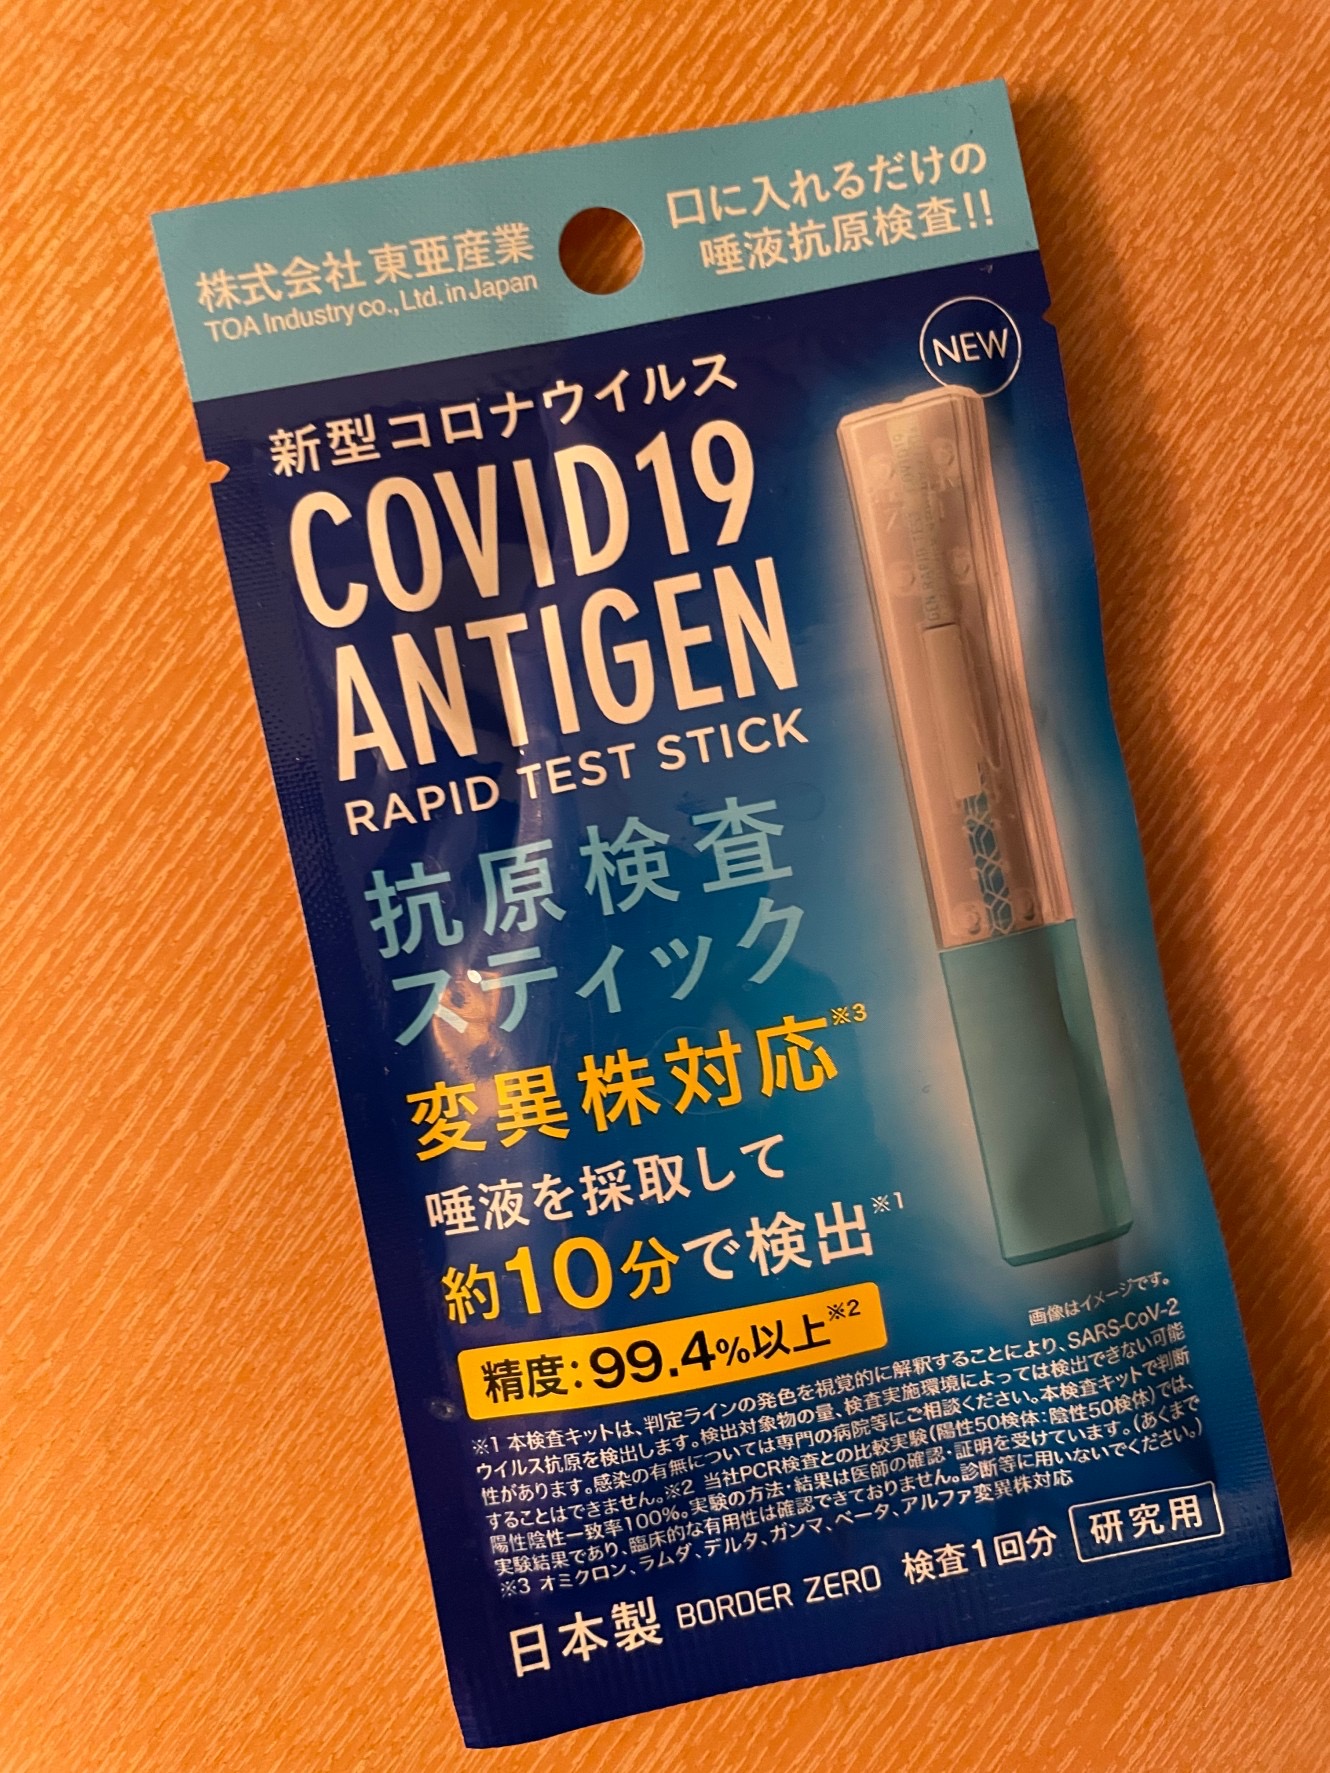 株式会社 東亜産業
TOA Industry co., Ltd. in Japan
口に入れるだけの
唾液抗原検査!!
NEW
新型コロナウイルス
COVID19
ANTIGEN
RAPID TEST STICK
抗原検査
スティック
変異株対応※3
唾液を採取して
約10分で検出※1
精度:99.4%以上※2
画像はイメージです。
※1 本検査キットは、判定ラインの発色を視覚的に解釈することにより、SARS-CoV-2
ウイルス抗原を検出します。検出対象物の量、検査実施環境によっては検出できない可能
性があります。感染の有無については専門の病院等にご相談ください。本検査キットで判断
することはできません。※2 当社PCR検査との比較実験(陽性50検体:陰性50検体)では、
陽性陰性一致率100%。実験の方法・結果は医師の確認・証明を受けています。(あくまで
実験結果であり、臨床的な有用性は確認できておりません。診断等に用いないでください。)
※3 オミクロン、ラムダ、デルタ、ガンマ、ベータ、アルファ変異株対応
日本製 BORDER ZERO 検査1回分 研究用